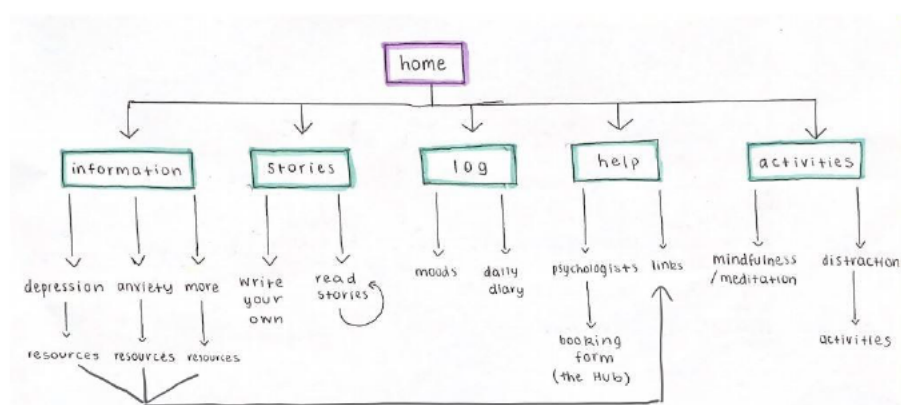 home
information
stories
log
help
activities
depression
anxiety
more
write
your
own
read
stories
moods
daily
diary
psychologists
links
mindfulness
/meditation
distraction
resources
resources
resources
booking
form
(the Hub)
activities